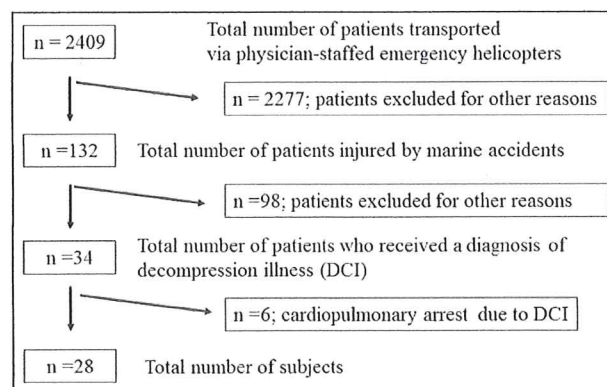 n = 2409
Total number of patients transported
via physician-staffed emergency helicopters
n = 2277; patients excluded for other reasons
n =132
Total number of patients injured by marine accidents
n =98; patients excluded for other reasons
n =34
Total number of patients who received a diagnosis of
decompression illness (DCI)
n =6; cardiopulmonary arrest due to DCI
n =28
Total number of subjects